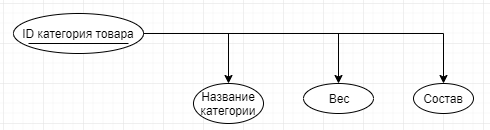 ID категория товара
Название
категории
Вес
Состав